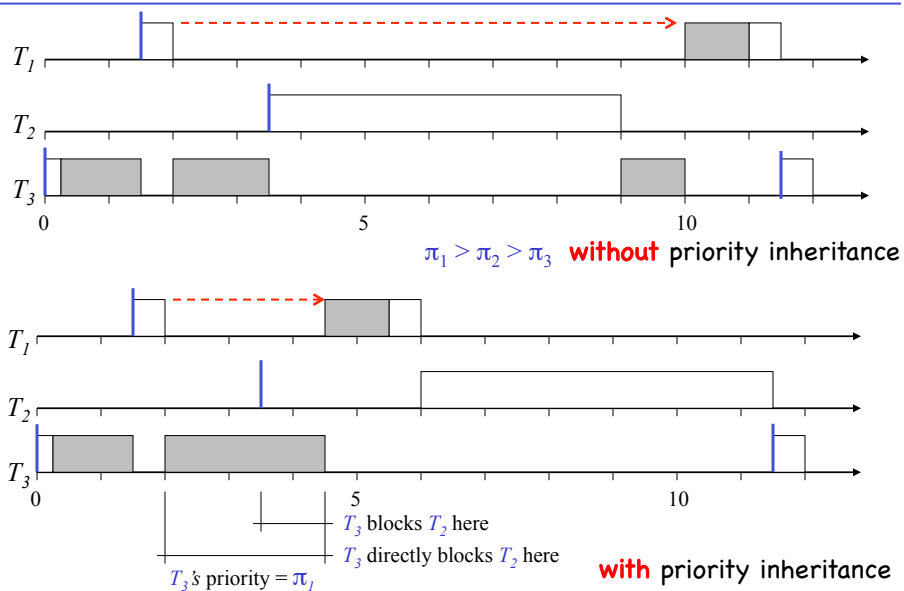 T1
T2
T3
0 5 10
π1 > π2 > π3 without priority inheritance
T1
T2
T3
0 5 10
T3 blocks T2 here
T3 directly blocks T2 here
T3's priority = π1
with priority inheritance